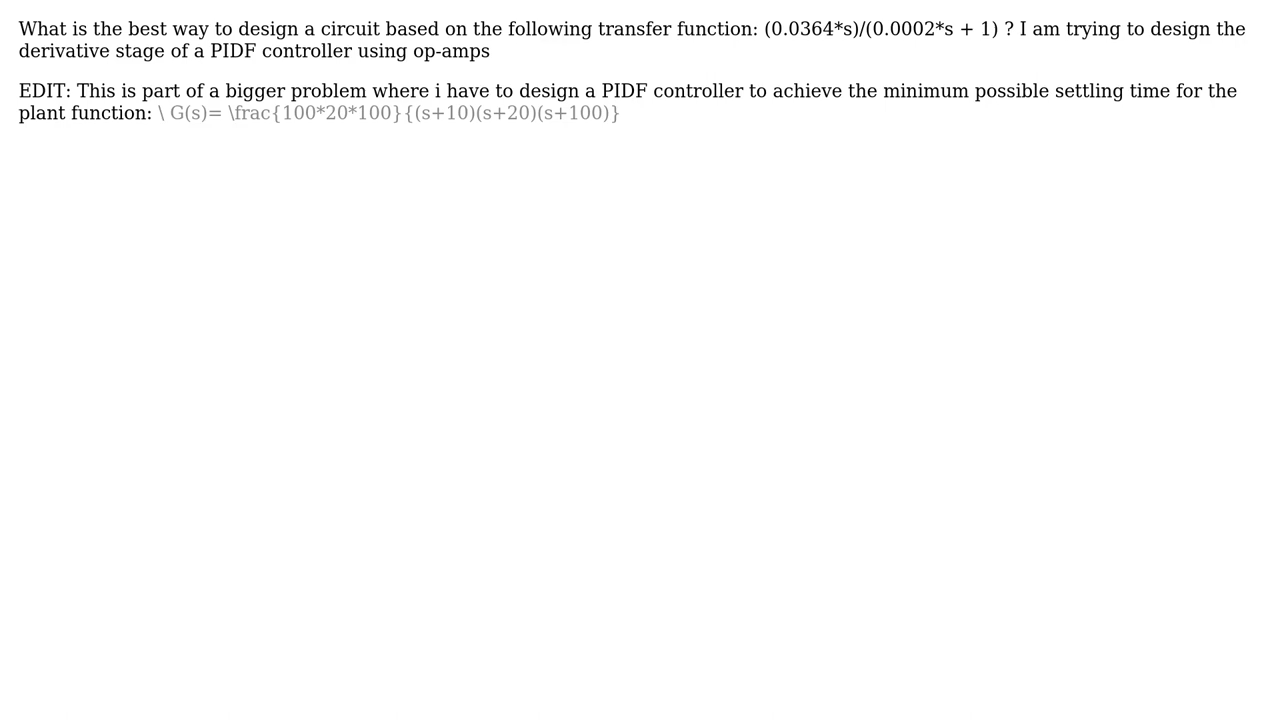 What is the best way to design a circuit based on the following transfer function: (0.0364*s)/(0.0002*s + 1) ? I am trying to design the
derivative stage of a PIDF controller using op-amps
EDIT: This is part of a bigger problem where i have to design a PIDF controller to achieve the minimum possible settling time for the
plant function: \ G(s)= \frac{100*20*100}{(s+10)(s+20)(s+100)}